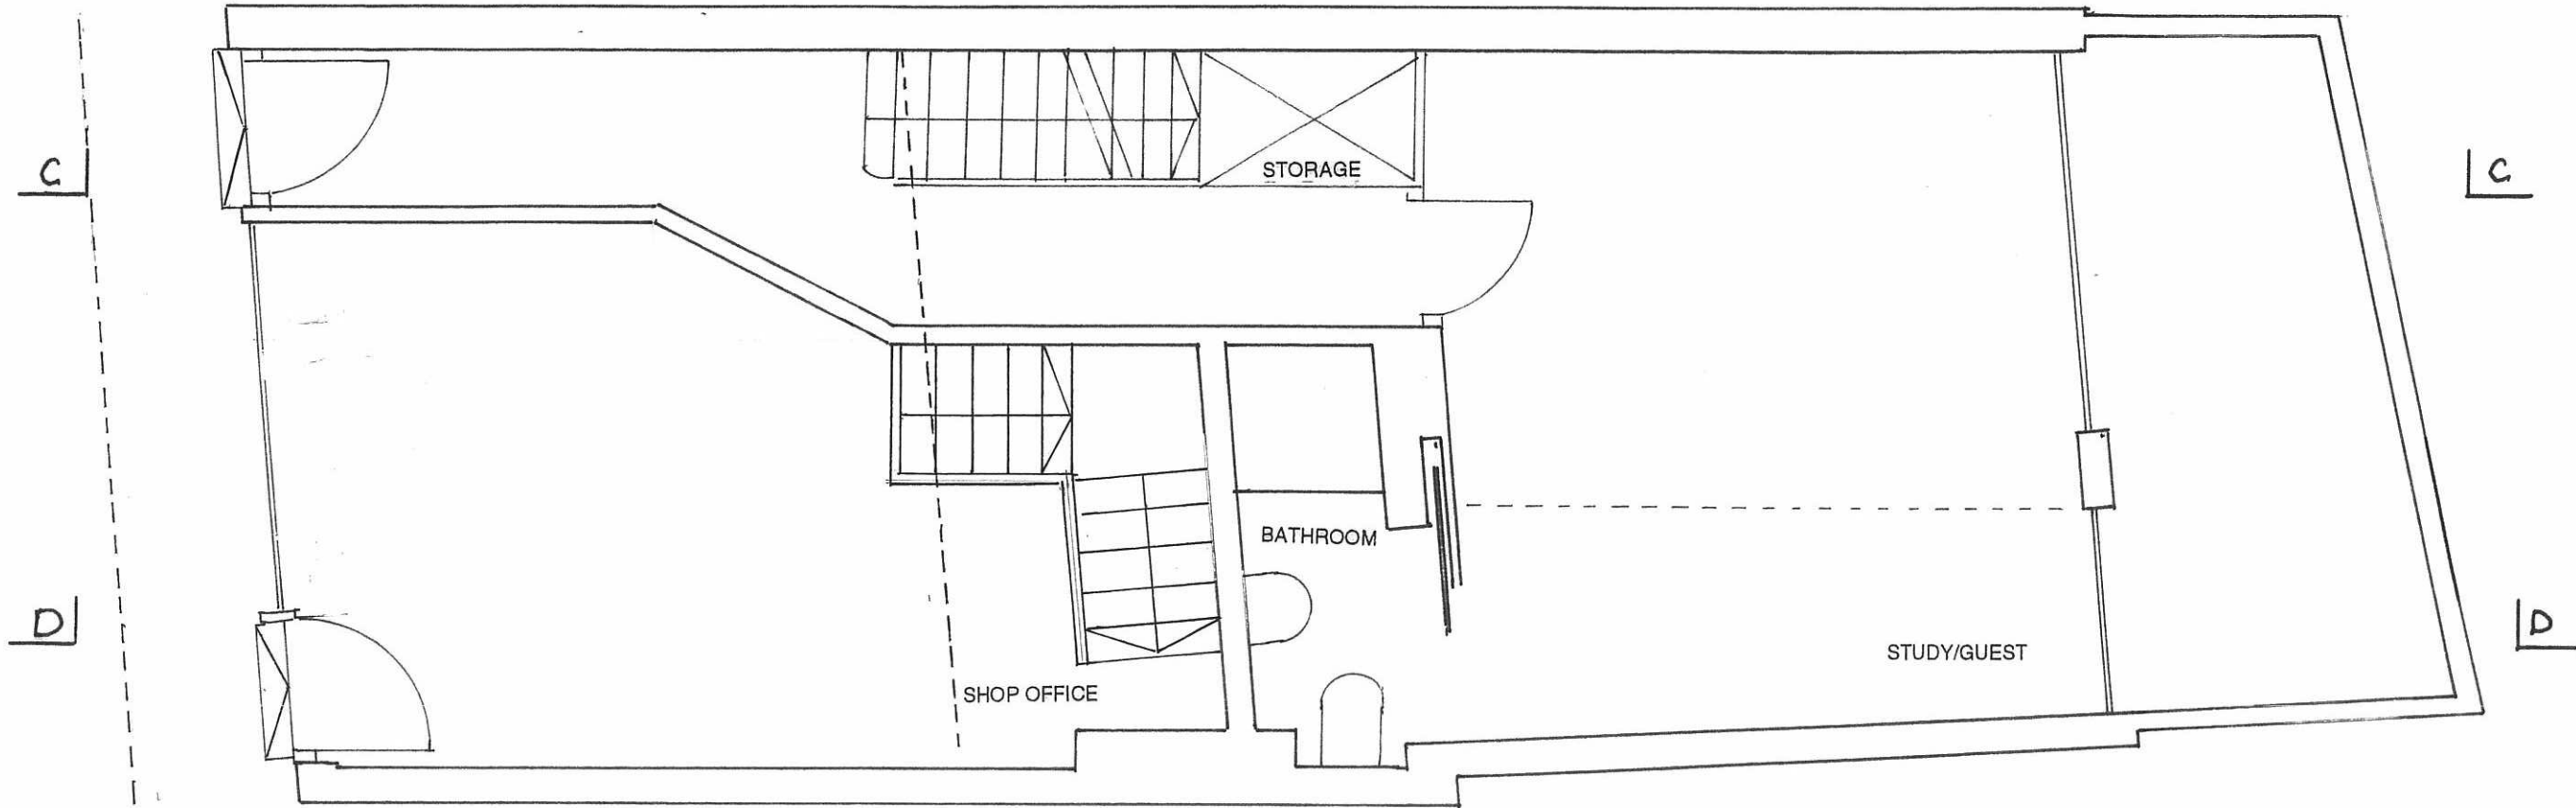 C
C
STORAGE
BATHROOM
D
D
STUDY/GUEST
SHOP OFFICE